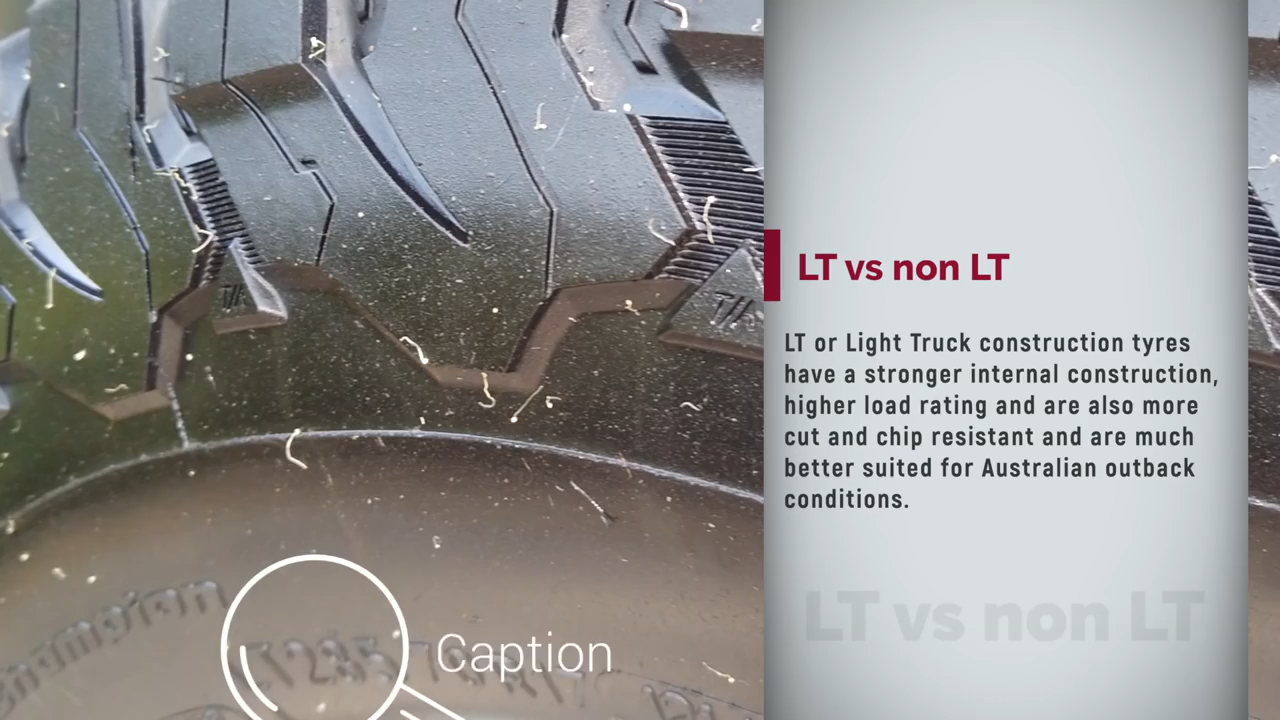 T/A
T/A
LT vs non LT
LT or Light Truck construction tyres
have a stronger internal construction,
higher load rating and are also more
cut and chip resistant and are much
better suited for Australian outback
conditions.
LT vs non LT
Caption